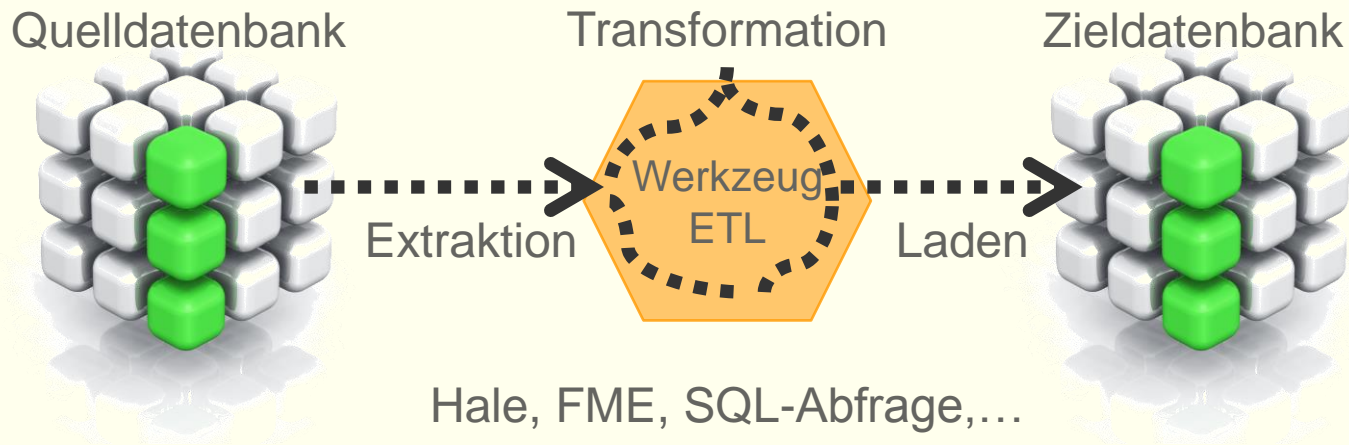 Quelldatenbank
Transformation
Zieldatenbank
Werkzeug
ETL
Extraktion
Laden
Hale, FME, SQL-Abfrage,…